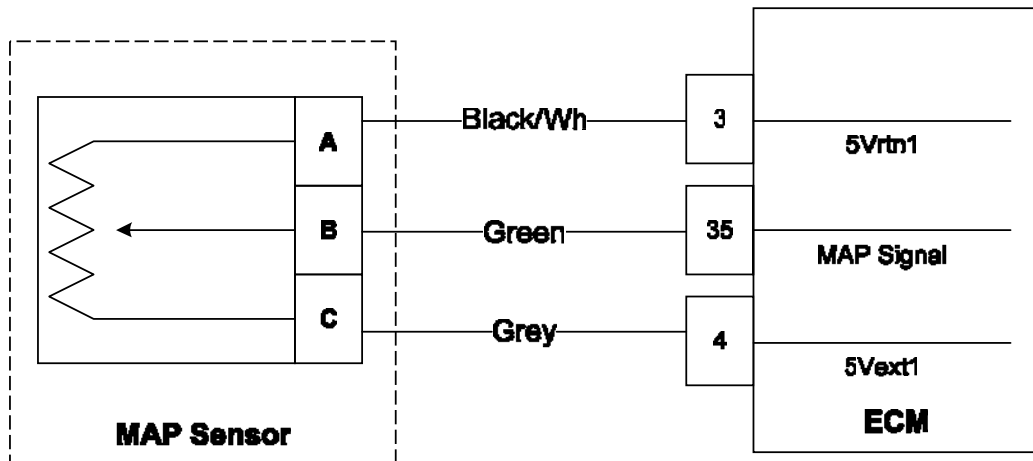 A
Black/Wh
3
5Vrtn1
B
Green
35
MAP Signal
C
Grey
4
5Vext1
MAP Sensor
ECM